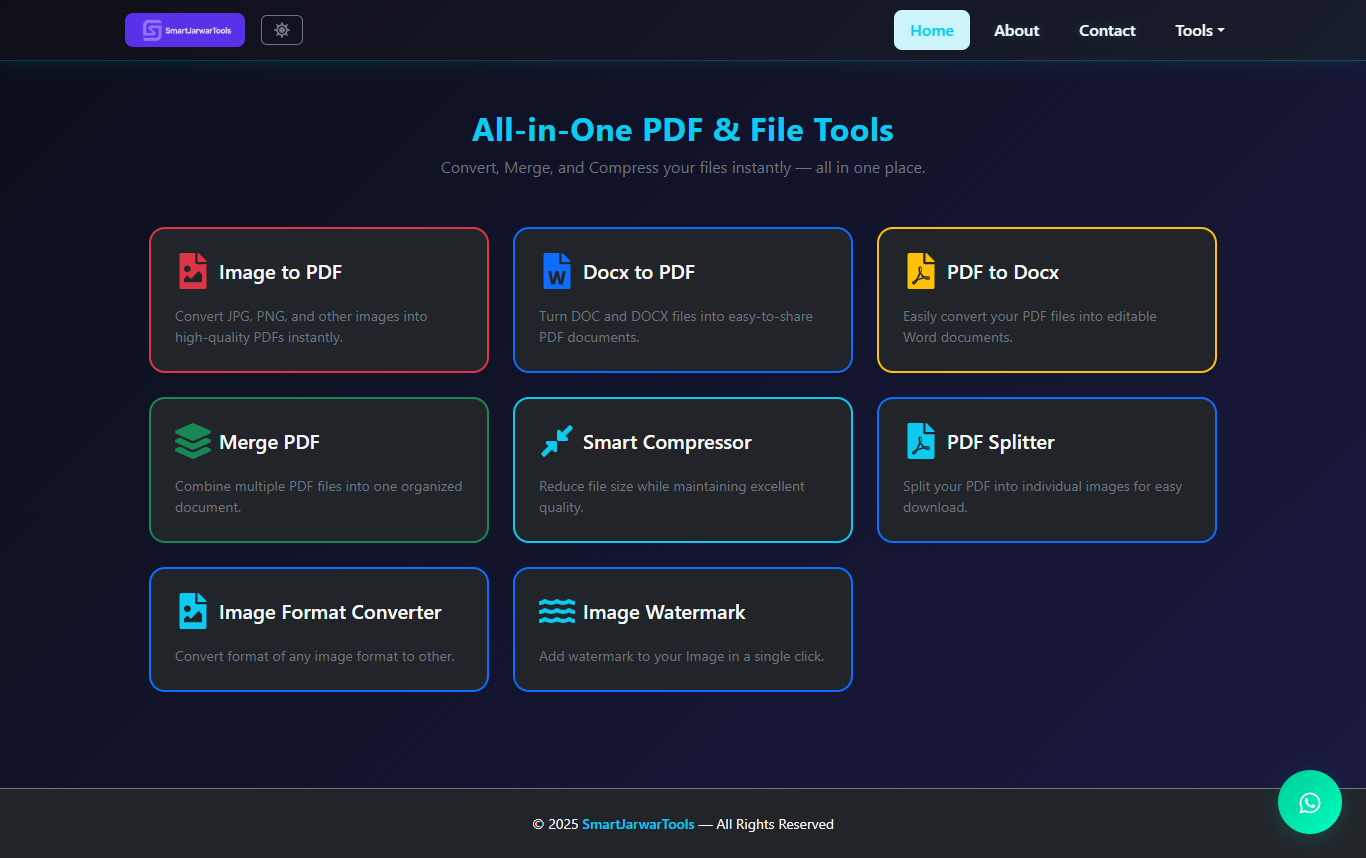 SmartJarwarTools
Home
About
Contact
Tools
All-in-One PDF & File Tools
Convert, Merge, and Compress your files instantly — all in one place.
Image to PDF
Convert JPG, PNG, and other images into
high-quality PDFs instantly.
W
Docx to PDF
Turn DOC and DOCX files into easy-to-share
PDF documents.
PDF to Docx
Easily convert your PDF files into editable
Word documents.
Merge PDF
Combine multiple PDF files into one organized
document.
Smart Compressor
Reduce file size while maintaining excellent
quality.
PDF Splitter
Split your PDF into individual images for easy
download.
Image Format Converter
Convert format of any image format to other.
Image Watermark
Add watermark to your Image in a single click.
© 2025 SmartJarwarTools — All Rights Reserved